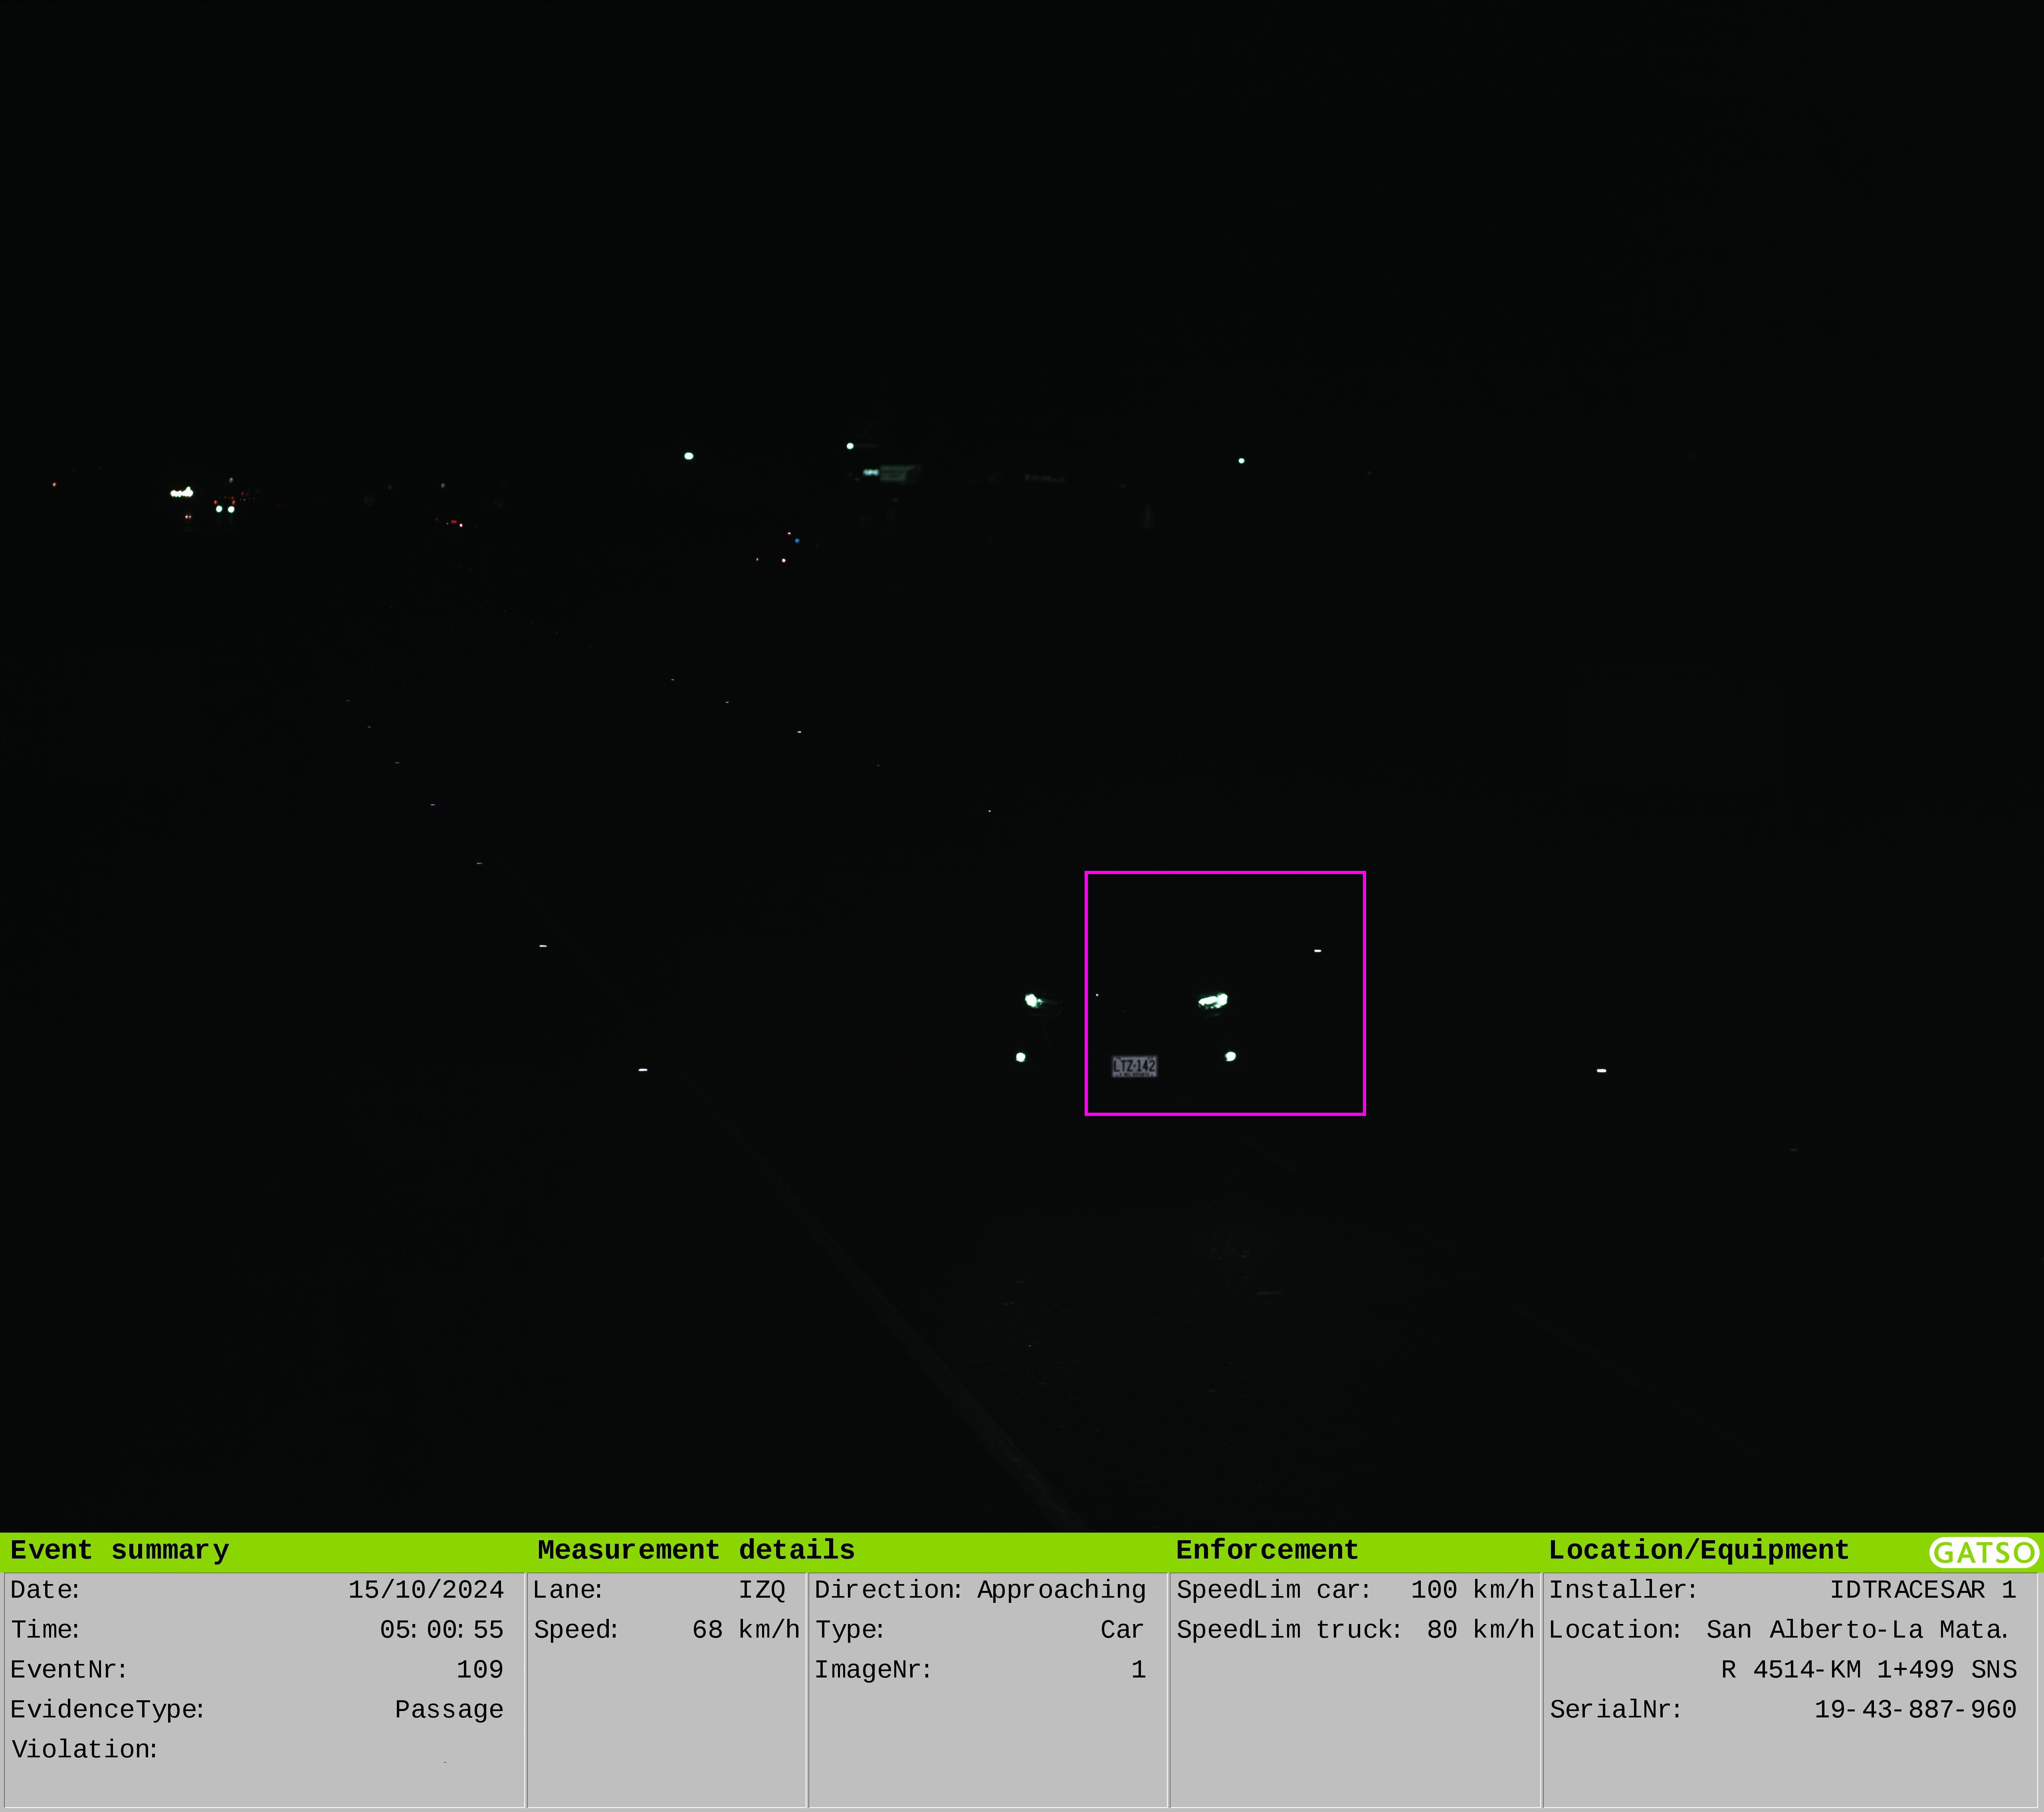 LTZ-142
Event summary
Measurement details
Enforcement
Location/Equipment
GATSO
Date: 15/10/2024
Time: 05:00:55
EventNr: 109
EvidenceType: Passage
Violation:
Lane: IZQ
Speed: 68 km/h
Direction: Approaching
Type: Car
ImageNr: 1
SpeedLim car: 100 km/h
SpeedLim truck: 80 km/h
Installer: IDTRACESAR 1
Location: San Alberto-La Mata.
R 4514-KM 1+499 SNS
SerialNr: 19-43-887-960